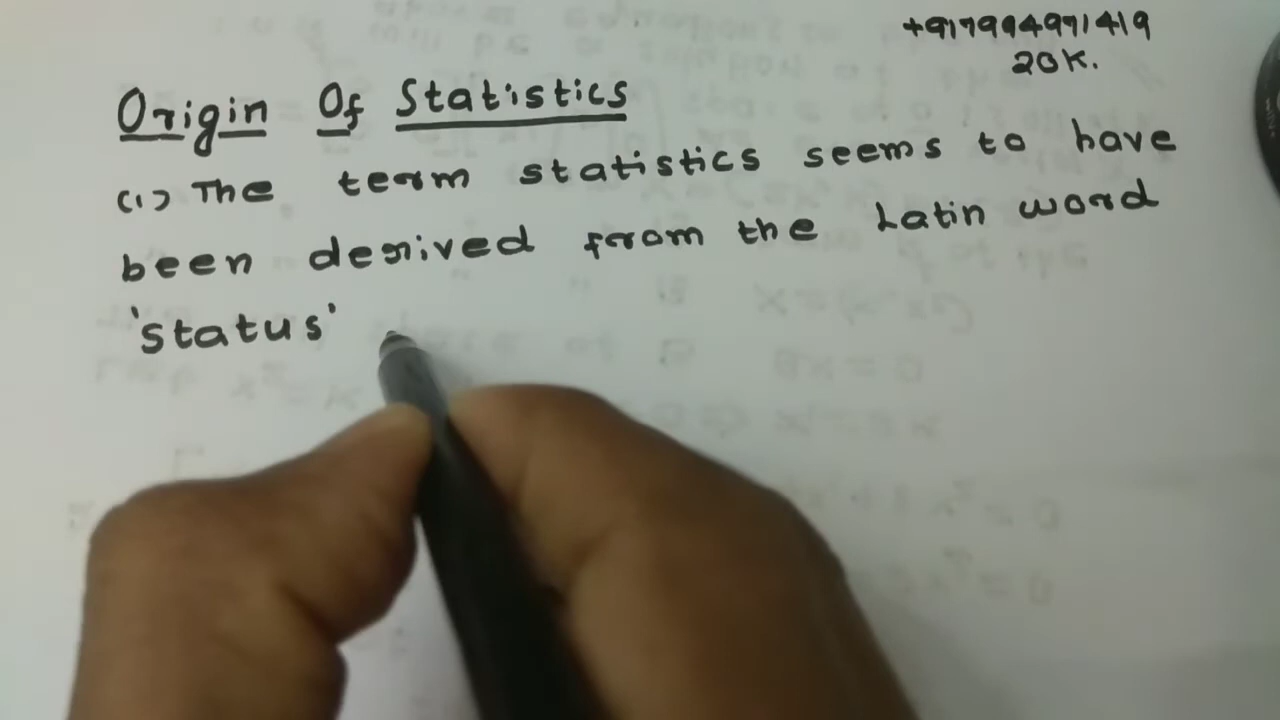 +917994971419
20K.
Origin Of Statistics
(1) The term statistics seems to have
been derived from the Latin word
'status'